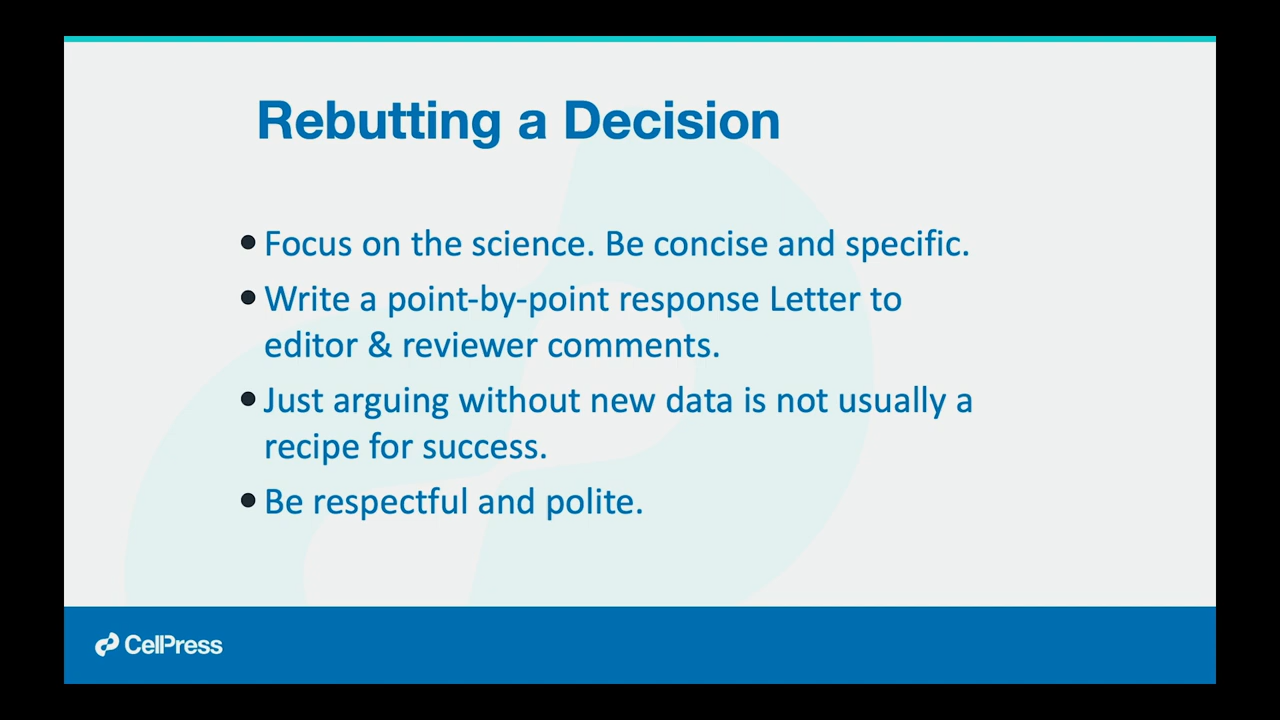 Rebutting a Decision
• Focus on the science. Be concise and specific.
• Write a point-by-point response Letter to
editor & reviewer comments.
• Just arguing without new data is not usually a
recipe for success.
• Be respectful and polite.
CellPress